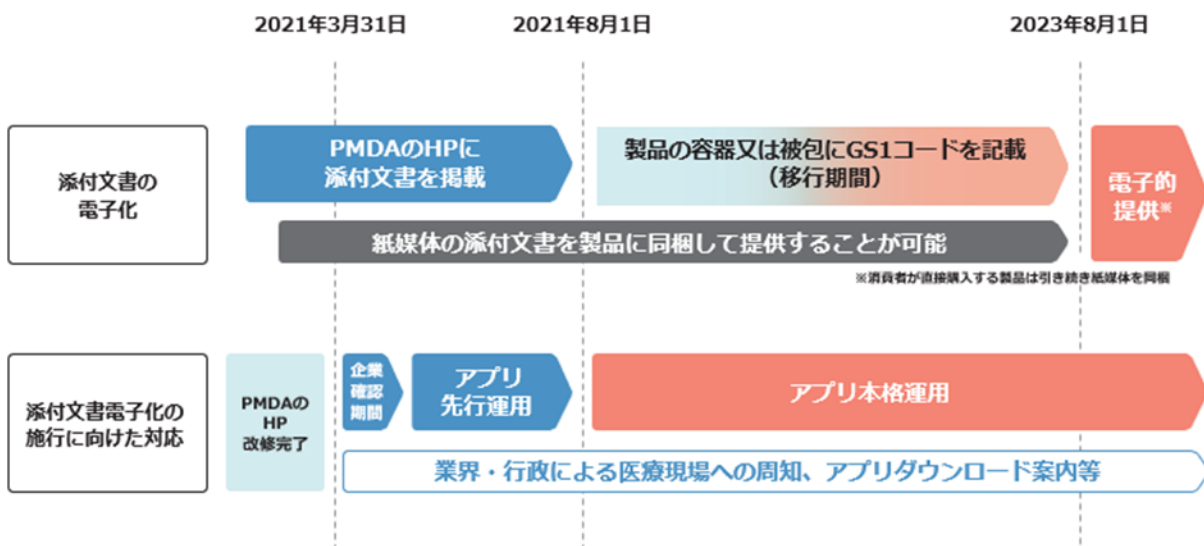 2021年3月31日
2021年8月1日
2023年8月1日
添付文書の
電子化
PMDAのHPに
添付文書を掲載
製品の容器又は被包にGS1コードを記載
（移行期間）
電子的
提供※
紙媒体の添付文書を製品に同梱して提供することが可能
※消費者が直接購入する製品は引き続き紙媒体を同梱
添付文書電子化の
施行に向けた対応
PMDAの
HP
改修完了
企業
確認
期間
アプリ
先行運用
アプリ本格運用
業界・行政による医療現場への周知、アプリダウンロード案内等